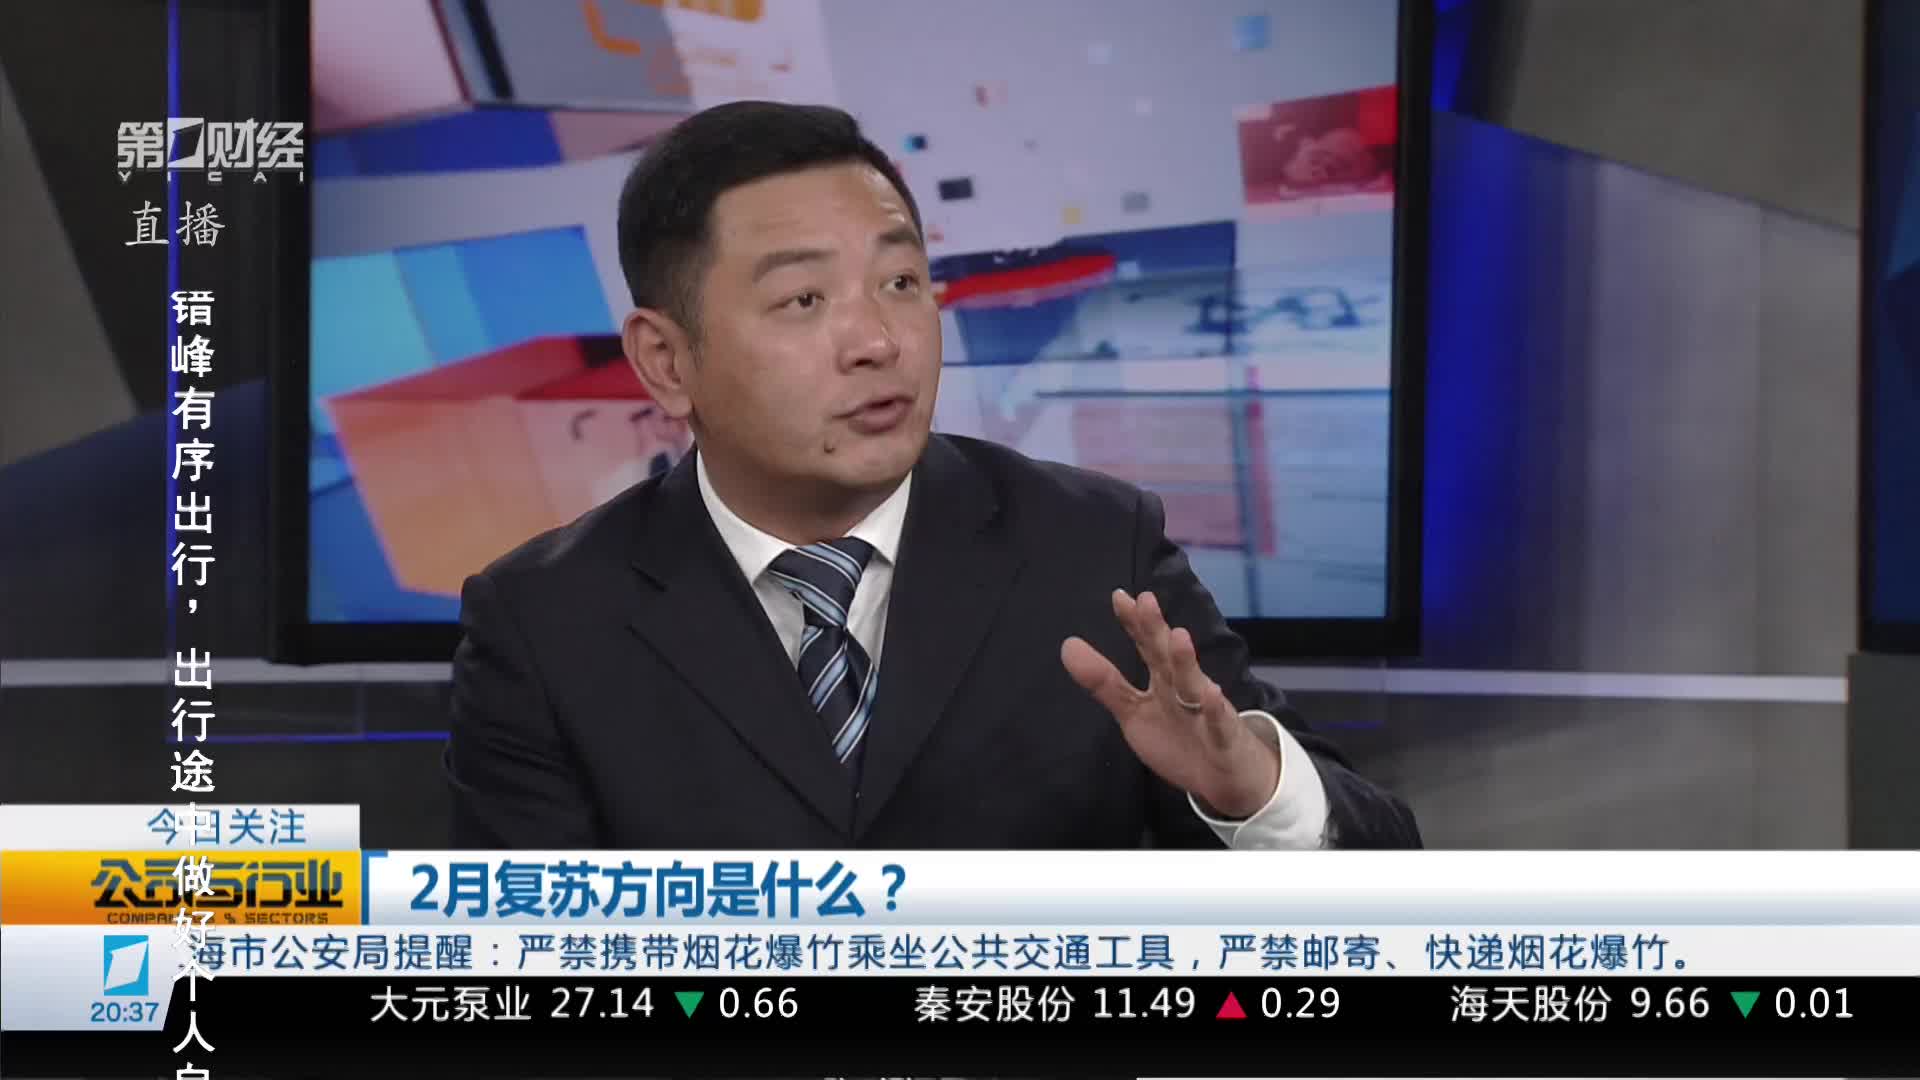 第1财经
YICAI
直播
错峰有序出行，出行途中做好个人
今日关注
公司与行业
COMPANIES & SECTORS
2月复苏方向是什么？
海市公安局提醒：严禁携带烟花爆竹乘坐公共交通工具，严禁邮寄、快递烟花爆竹。
20:37
大元泵业 27.14 ▼ 0.66 秦安股份 11.49 ▲ 0.29 海天股份 9.66 ▼ 0.01